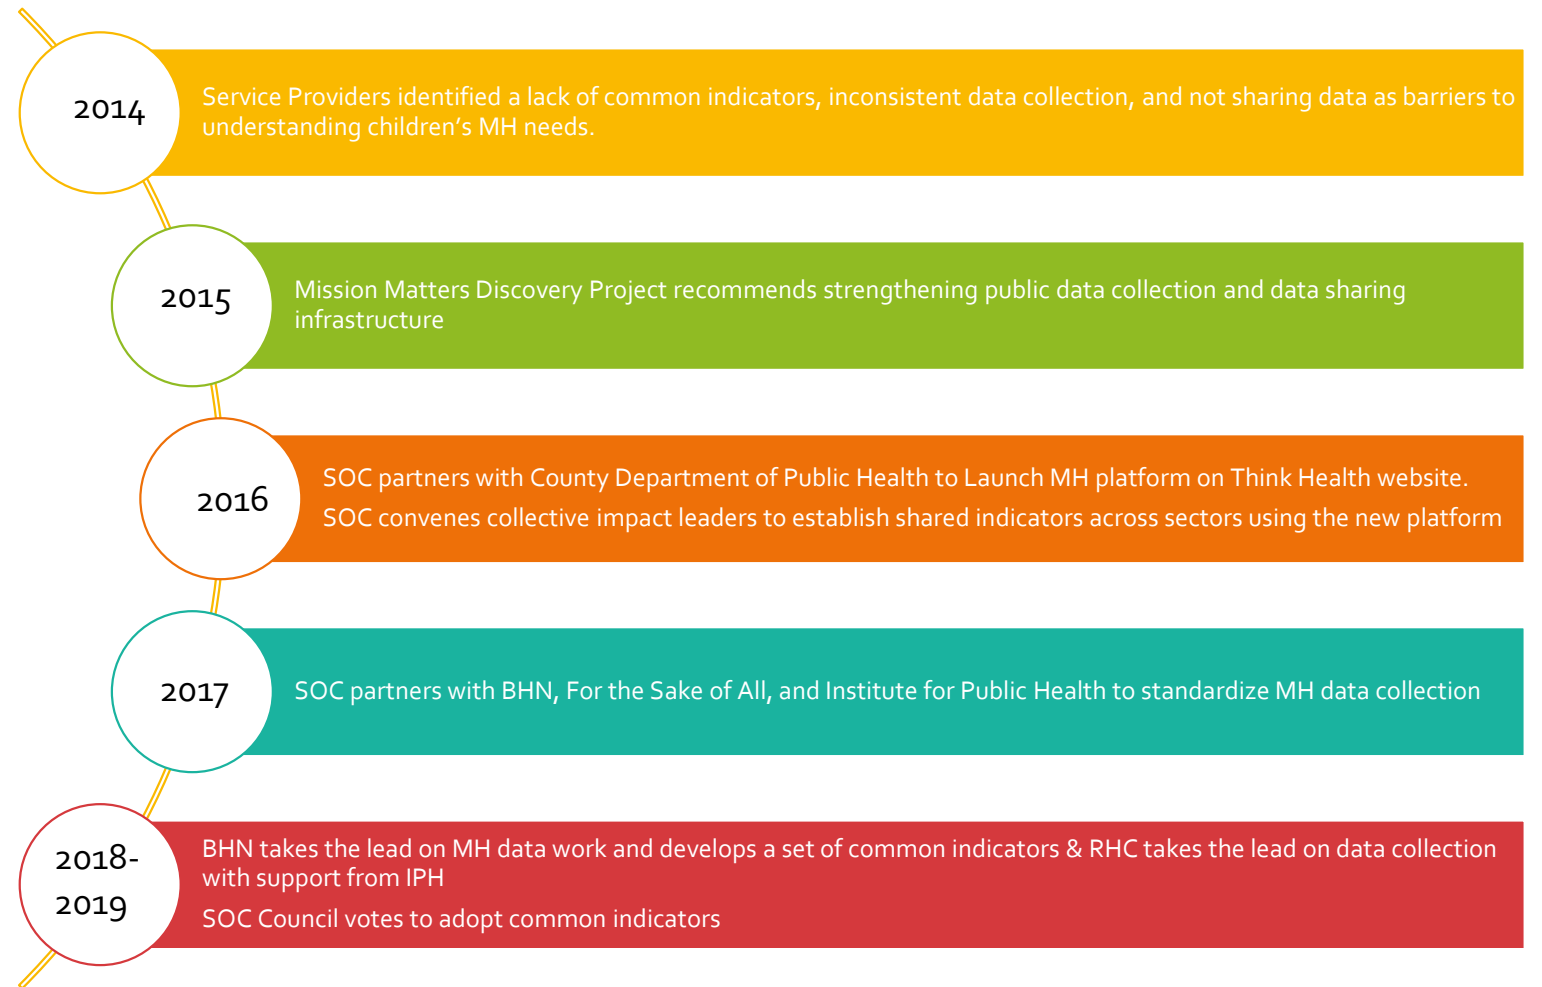 2014
Service Providers identified a lack of common indicators, inconsistent data collection, and not sharing data as barriers to
understanding children’s MH needs.
2015
Mission Matters Discovery Project recommends strengthening public data collection and data sharing
infrastructure
2016
SOC partners with County Department of Public Health to Launch MH platform on Think Health website.
SOC convenes collective impact leaders to establish shared indicators across sectors using the new platform
2017
SOC partners with BHN, For the Sake of All, and Institute for Public Health to standardize MH data collection
2018-
2019
BHN takes the lead on MH data work and develops a set of common indicators & RHC takes the lead on data collection
with support from IPH
SOC Council votes to adopt common indicators